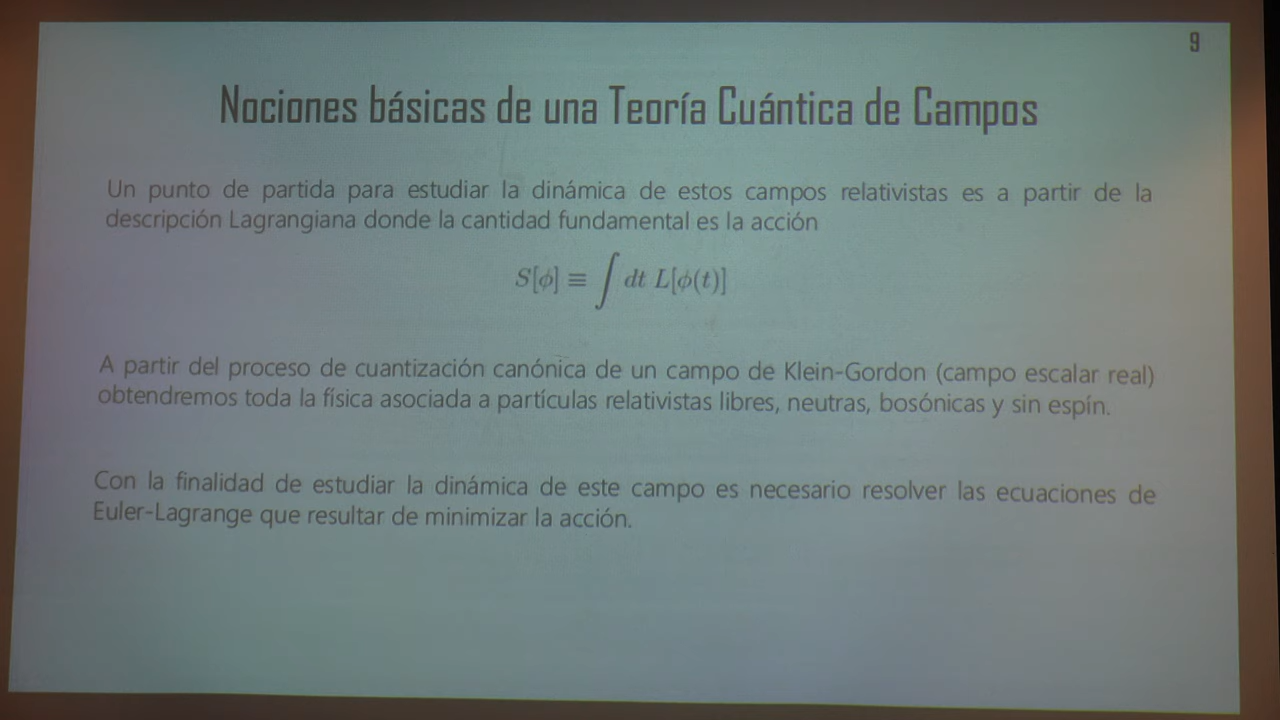 9
Nociones básicas de una Teoría Cuántica de Campos
Un punto de partida para estudiar la dinámica de estos campos relativistas es a partir de la
descripción Lagrangiana donde la cantidad fundamental es la acción
S[ϕ] ≡ ∫ dt L[ϕ(t)]
A partir del proceso de cuantización canónica de un campo de Klein-Gordon (campo escalar real)
obtendremos toda la física asociada a partículas relativistas libres, neutras, bosónicas y sin espín.
Con la finalidad de estudiar la dinámica de este campo es necesario resolver las ecuaciones de
Euler-Lagrange que resultar de minimizar la acción.